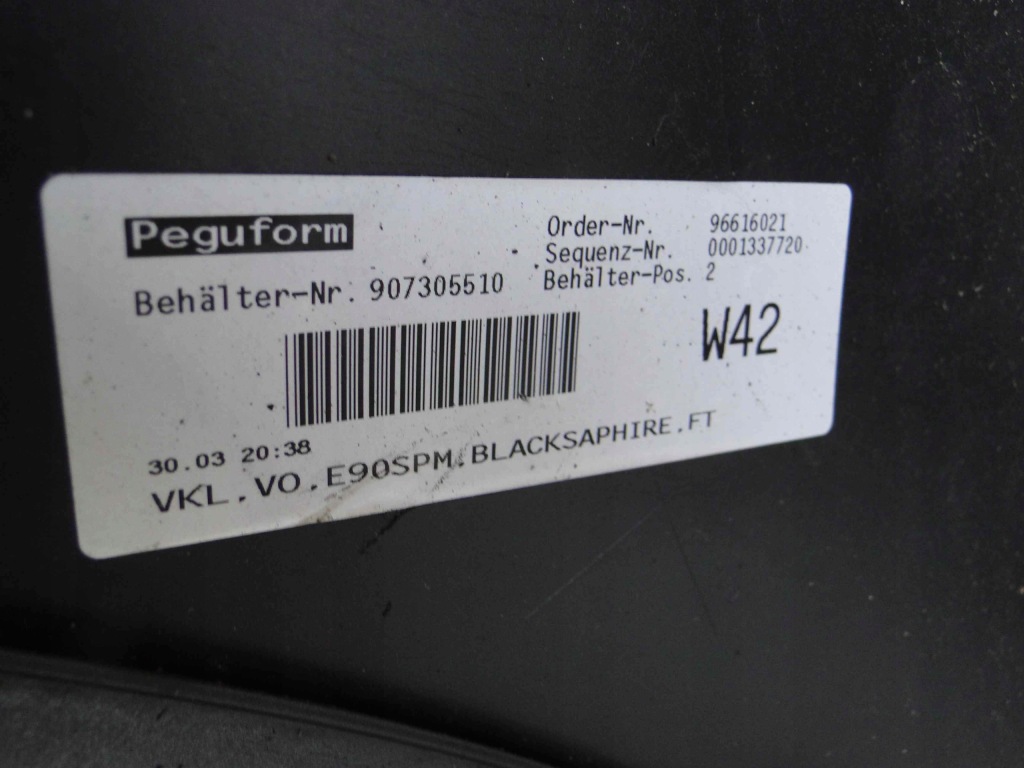 Peguform
Order-Nr. 96616021
Sequenz-Nr. 0001337720
Behälter-Nr. 907305510
Behälter-Pos. 2
W42
30.03 20:38
VKL.VO.E90SPM.BLACKSAPHIRE.FT